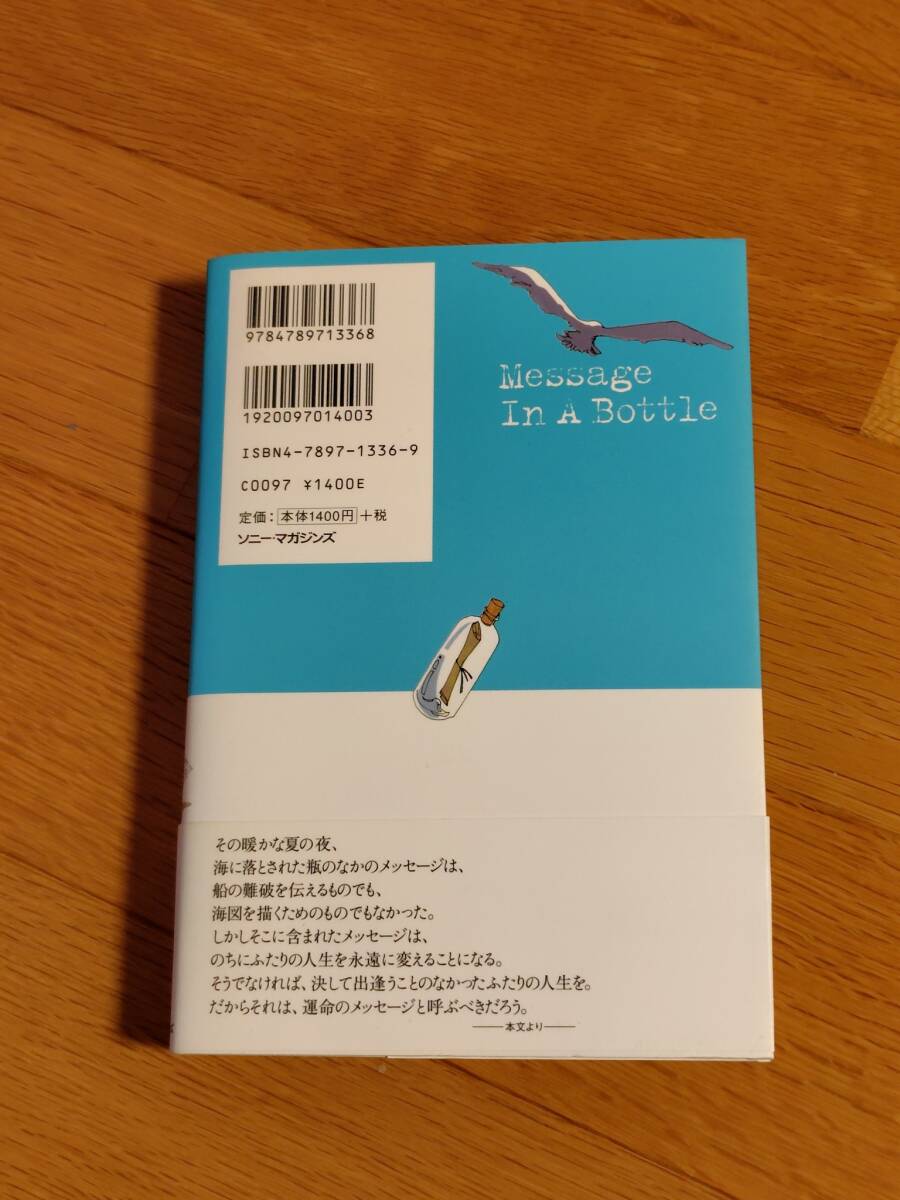 9784789713368
1920097014003
ISBN4-7897-1336-9
C0097 ¥1400E
定価:本体1400円+税
ソニー・マガジンズ
Message
In A Bottle
その暖かな夏の夜、
海に落とされた瓶のなかのメッセージは、
船の難破を伝えるものでも、
海図を描くためのものでもなかった。
しかしそこに含まれたメッセージは、
のちにふたりの人生を永遠に変えることになる。
そうでなければ、決して出逢うことのなかったふたりの人生を。
だからそれは、運命のメッセージと呼ぶべきだろう。
──本文より──